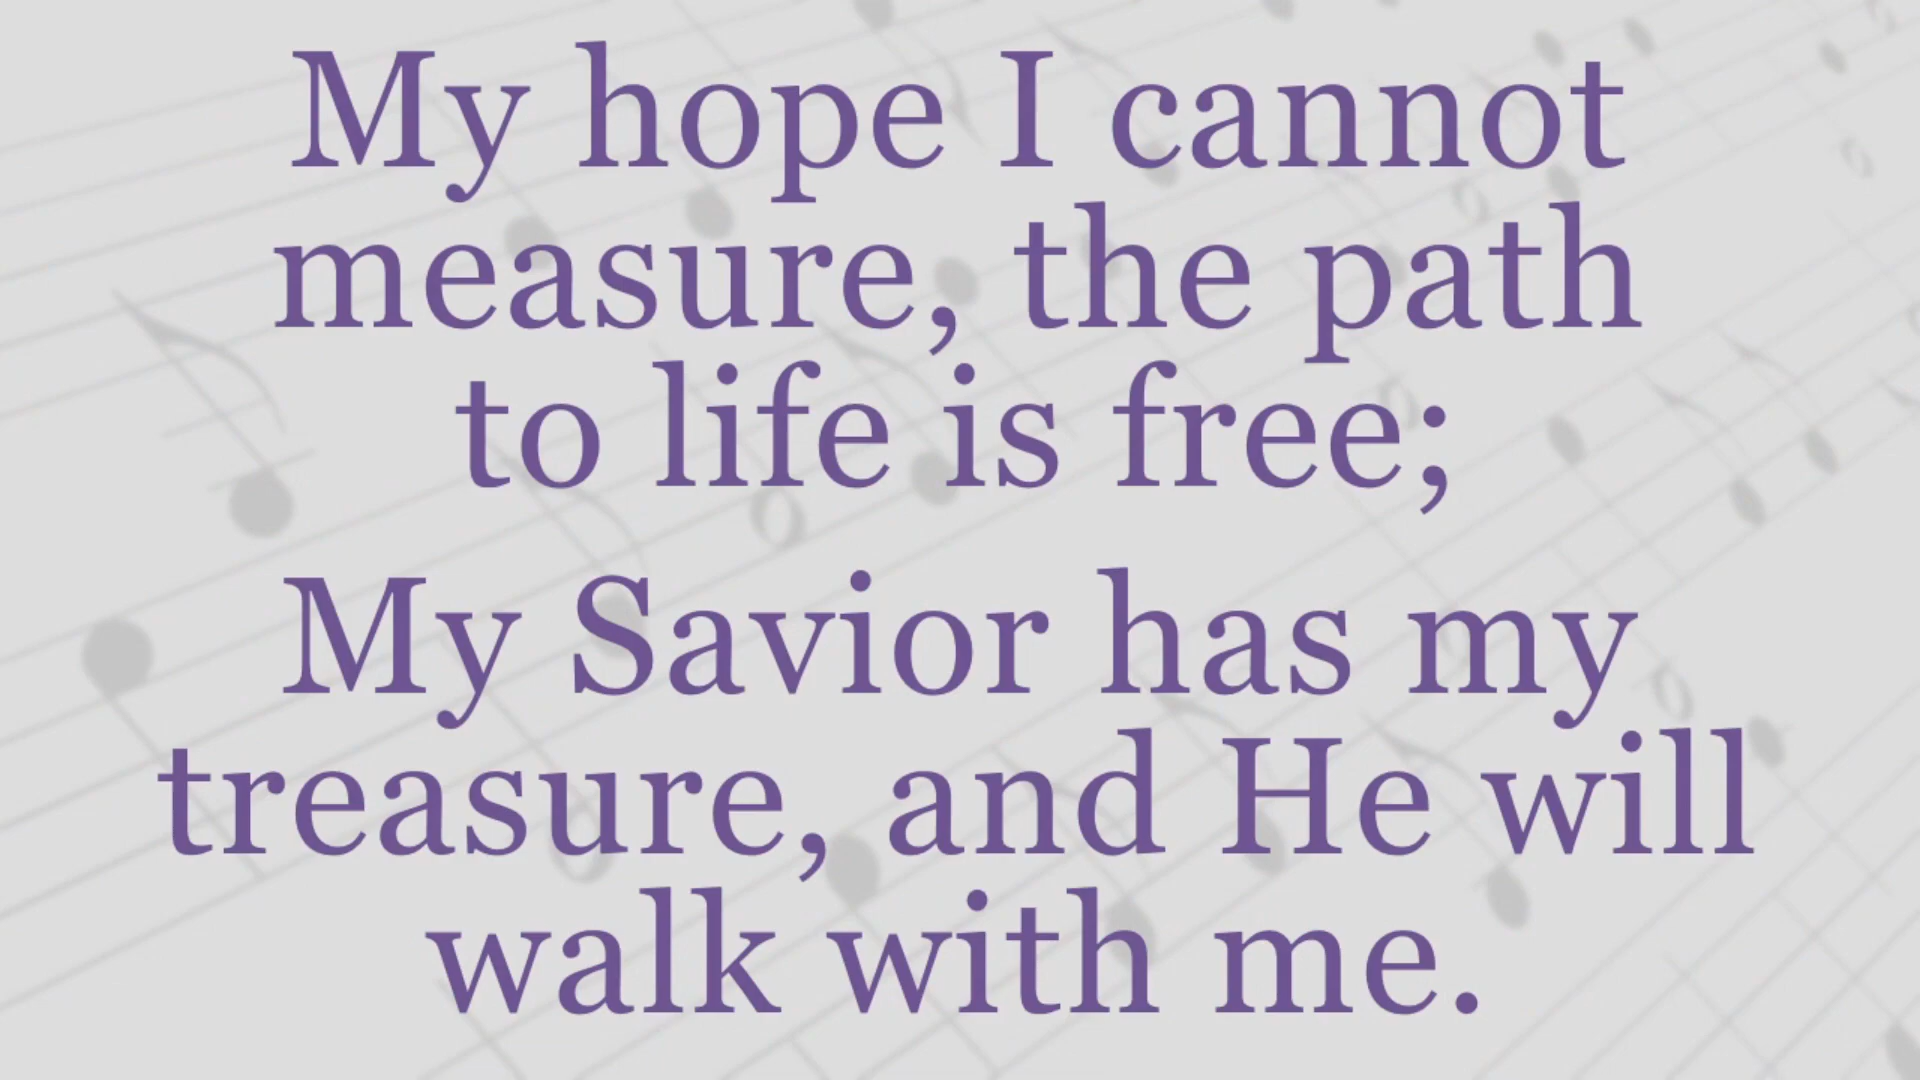 My hope I cannot
measure, the path
to life is free;
My Savior has my
treasure, and He will
walk with me.